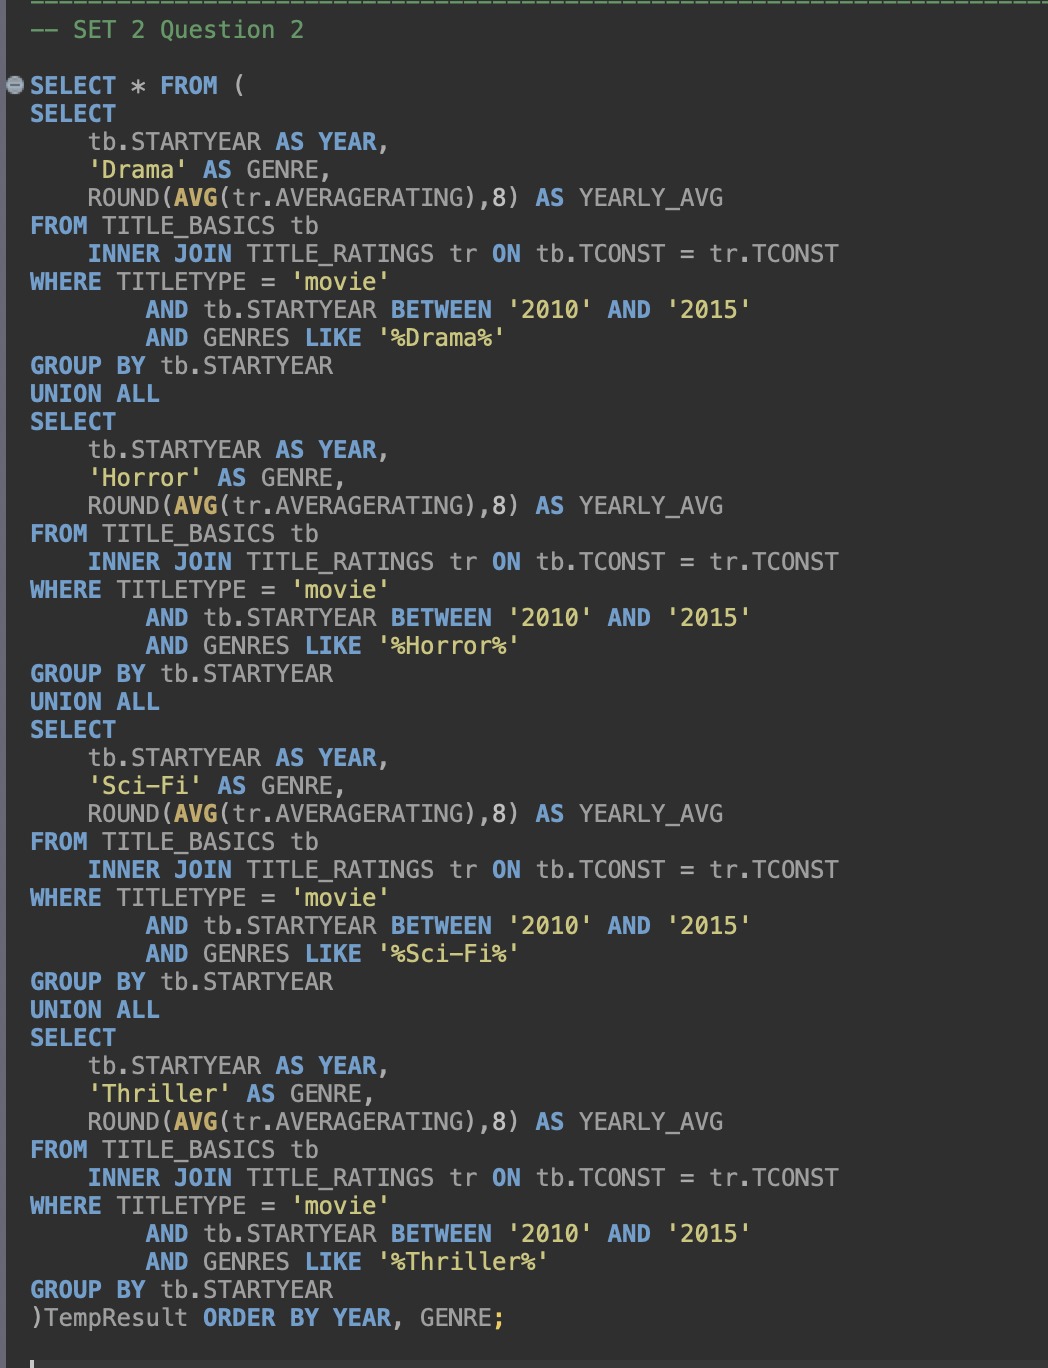 -- SET 2 Question 2
SELECT * FROM (
SELECT
tb.STARTYEAR AS YEAR,
'Drama' AS GENRE,
ROUND(AVG(tr.AVERAGERATING),8) AS YEARLY_AVG
FROM TITLE_BASICS tb
INNER JOIN TITLE_RATINGS tr ON tb.TCONST = tr.TCONST
WHERE TITLETYPE = 'movie'
AND tb.STARTYEAR BETWEEN '2010' AND '2015'
AND GENRES LIKE '%Drama%'
GROUP BY tb.STARTYEAR
UNION ALL
SELECT
tb.STARTYEAR AS YEAR,
'Horror' AS GENRE,
ROUND(AVG(tr.AVERAGERATING),8) AS YEARLY_AVG
FROM TITLE_BASICS tb
INNER JOIN TITLE_RATINGS tr ON tb.TCONST = tr.TCONST
WHERE TITLETYPE = 'movie'
AND tb.STARTYEAR BETWEEN '2010' AND '2015'
AND GENRES LIKE '%Horror%'
GROUP BY tb.STARTYEAR
UNION ALL
SELECT
tb.STARTYEAR AS YEAR,
'Sci-Fi' AS GENRE,
ROUND(AVG(tr.AVERAGERATING),8) AS YEARLY_AVG
FROM TITLE_BASICS tb
INNER JOIN TITLE_RATINGS tr ON tb.TCONST = tr.TCONST
WHERE TITLETYPE = 'movie'
AND tb.STARTYEAR BETWEEN '2010' AND '2015'
AND GENRES LIKE '%Sci-Fi%'
GROUP BY tb.STARTYEAR
UNION ALL
SELECT
tb.STARTYEAR AS YEAR,
'Thriller' AS GENRE,
ROUND(AVG(tr.AVERAGERATING),8) AS YEARLY_AVG
FROM TITLE_BASICS tb
INNER JOIN TITLE_RATINGS tr ON tb.TCONST = tr.TCONST
WHERE TITLETYPE = 'movie'
AND tb.STARTYEAR BETWEEN '2010' AND '2015'
AND GENRES LIKE '%Thriller%'
GROUP BY tb.STARTYEAR
)TempResult ORDER BY YEAR, GENRE;